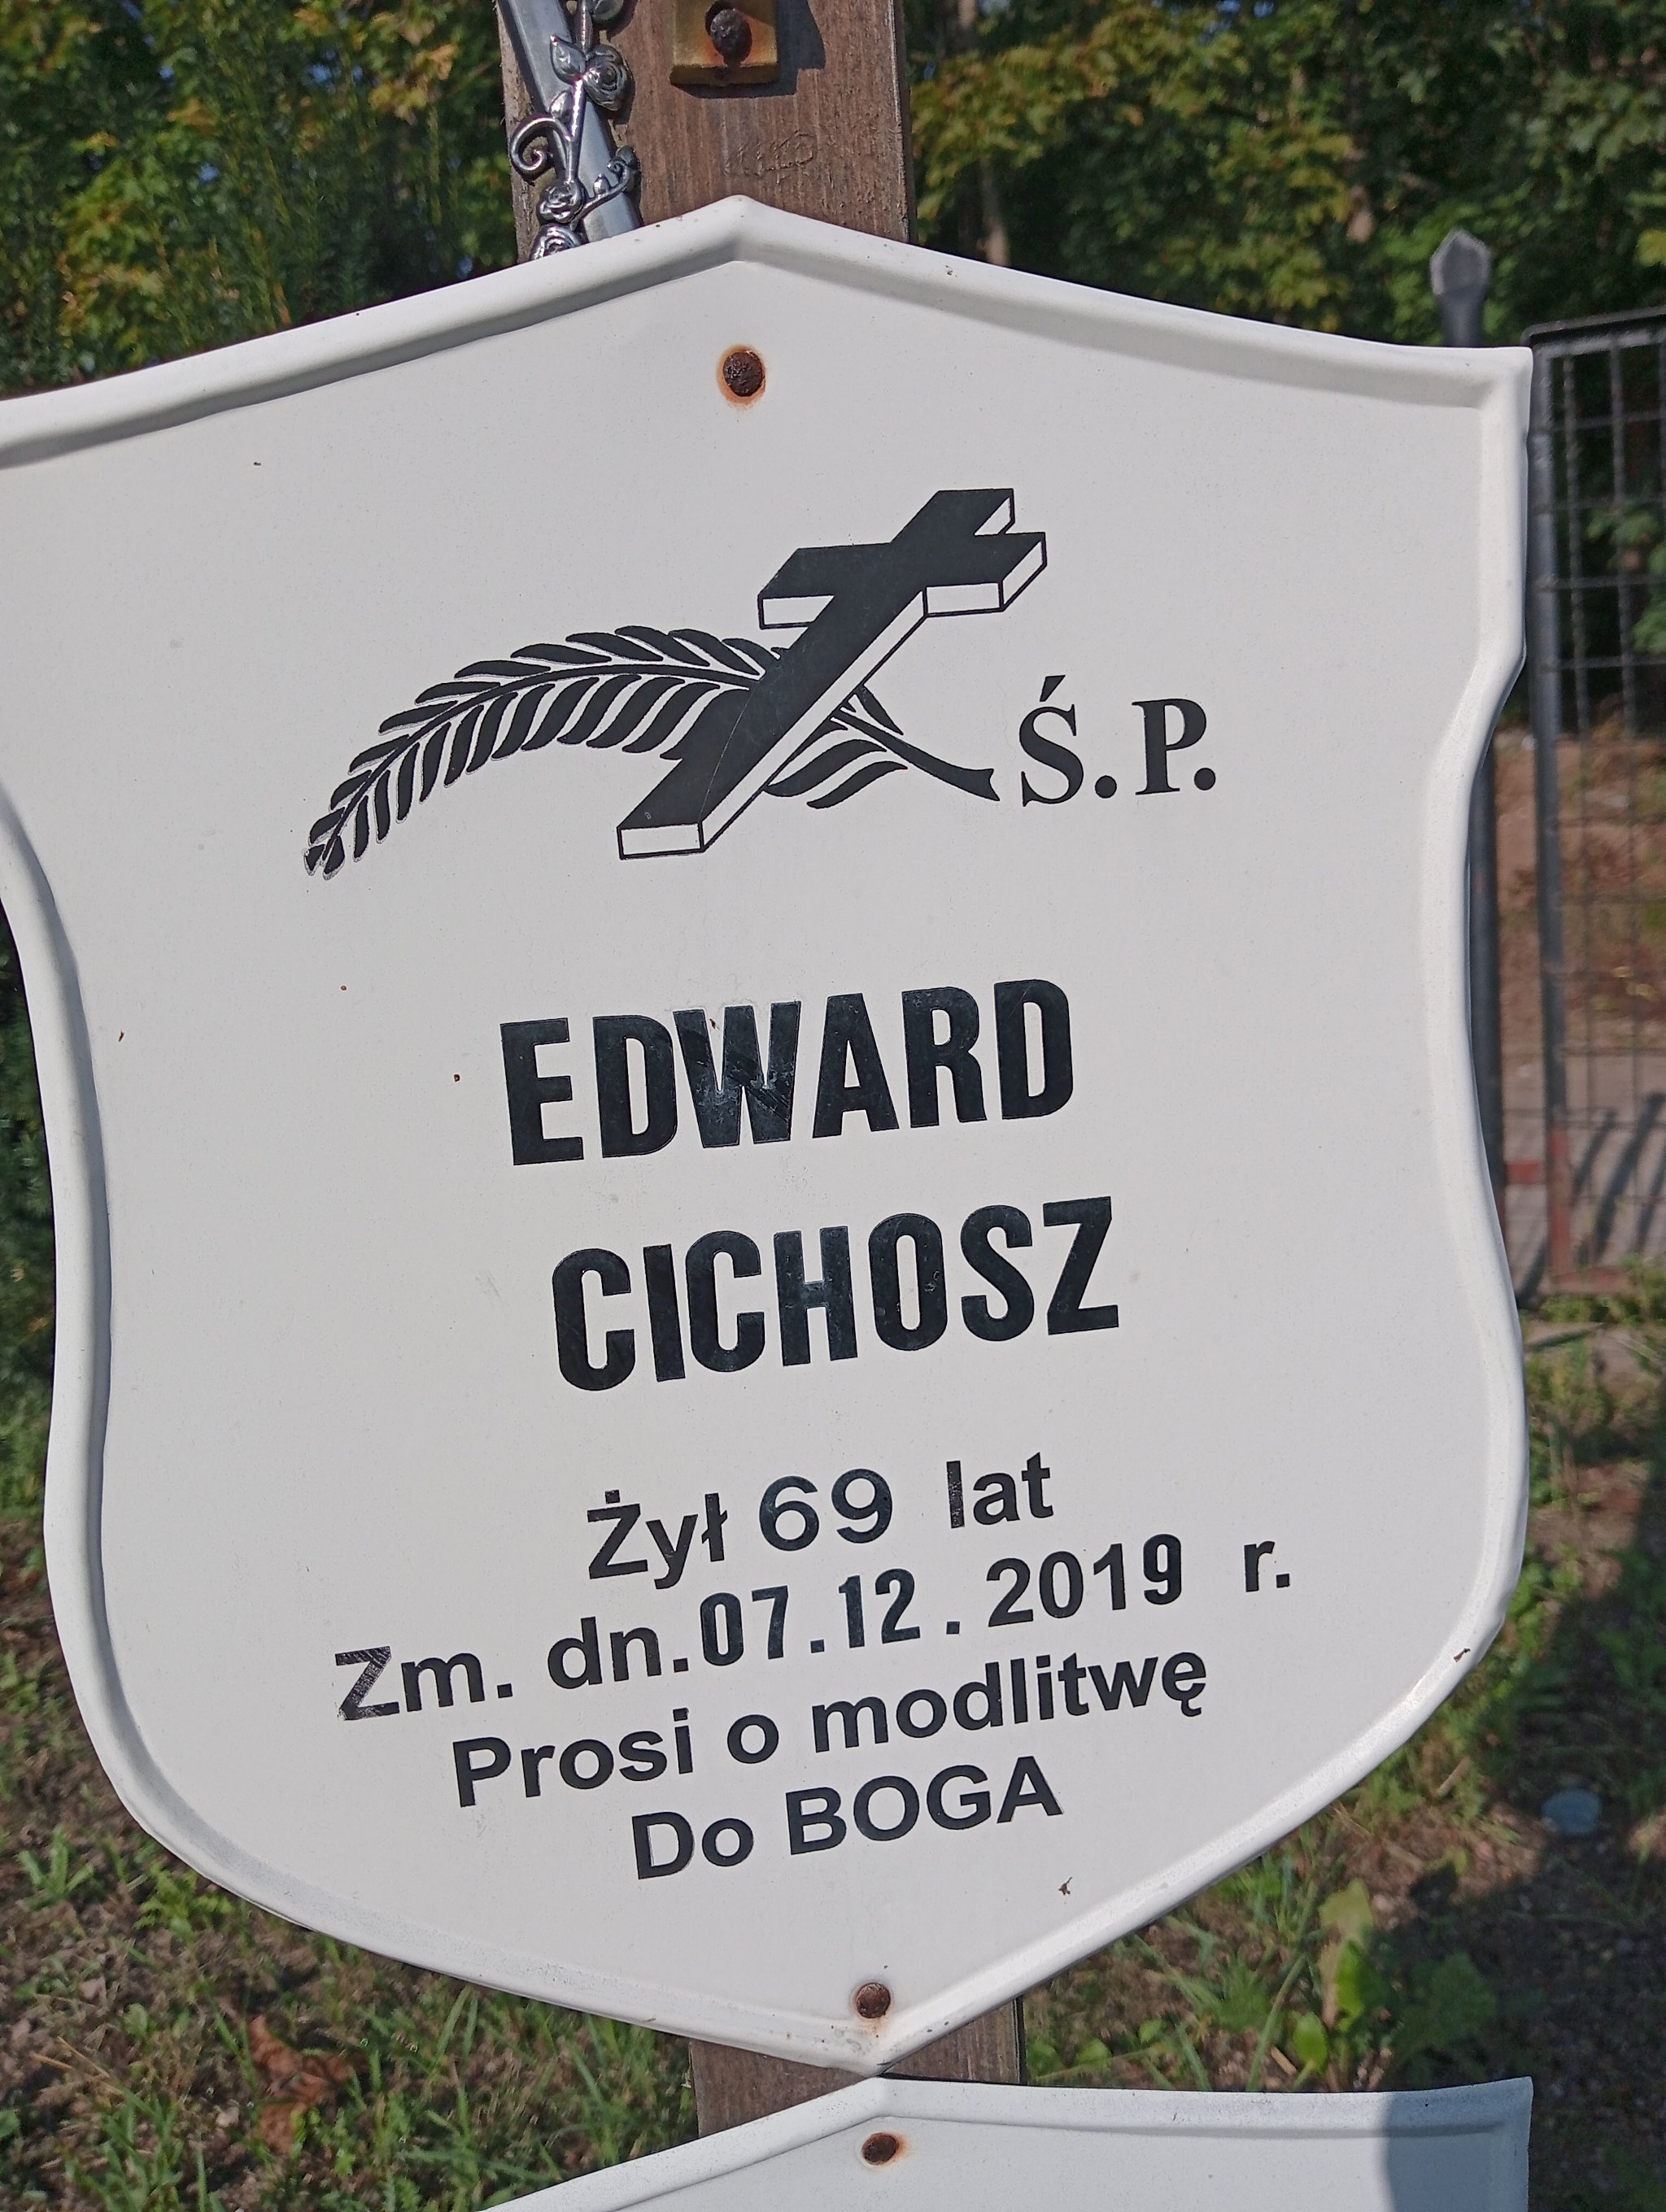 Ś.P.
EDWARD
CICHOSZ
Żył 69 lat
Zm. dn.07.12.2019 r.
Prosi o modlitwę
Do BOGA